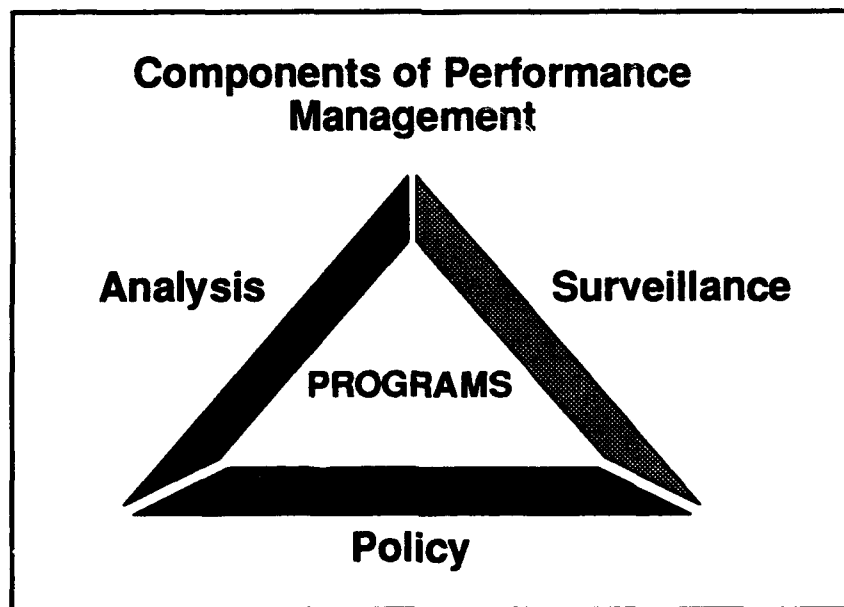 Components of Performance
Management
Analysis
Surveillance
PROGRAMS
Policy